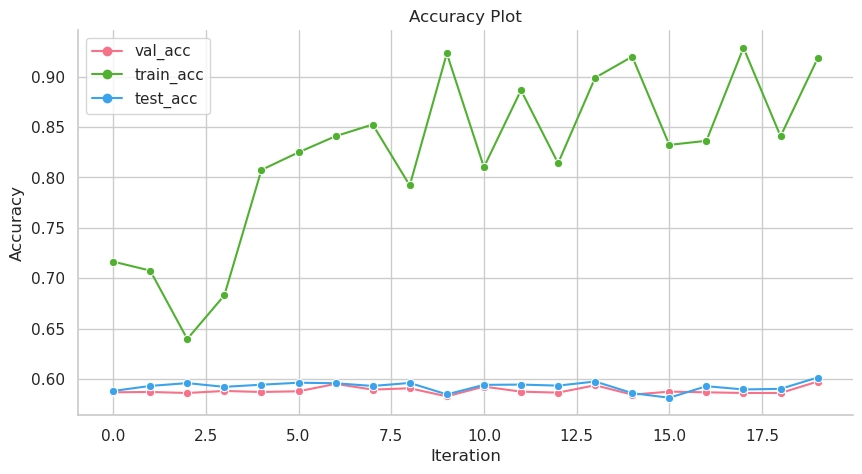 Accuracy Plot
val_acc
train_acc
test_acc
0.90
0.85
0.80
0.75
0.70
0.65
0.60
Accuracy
0.0 2.5 5.0 7.5 10.0 12.5 15.0 17.5
Iteration